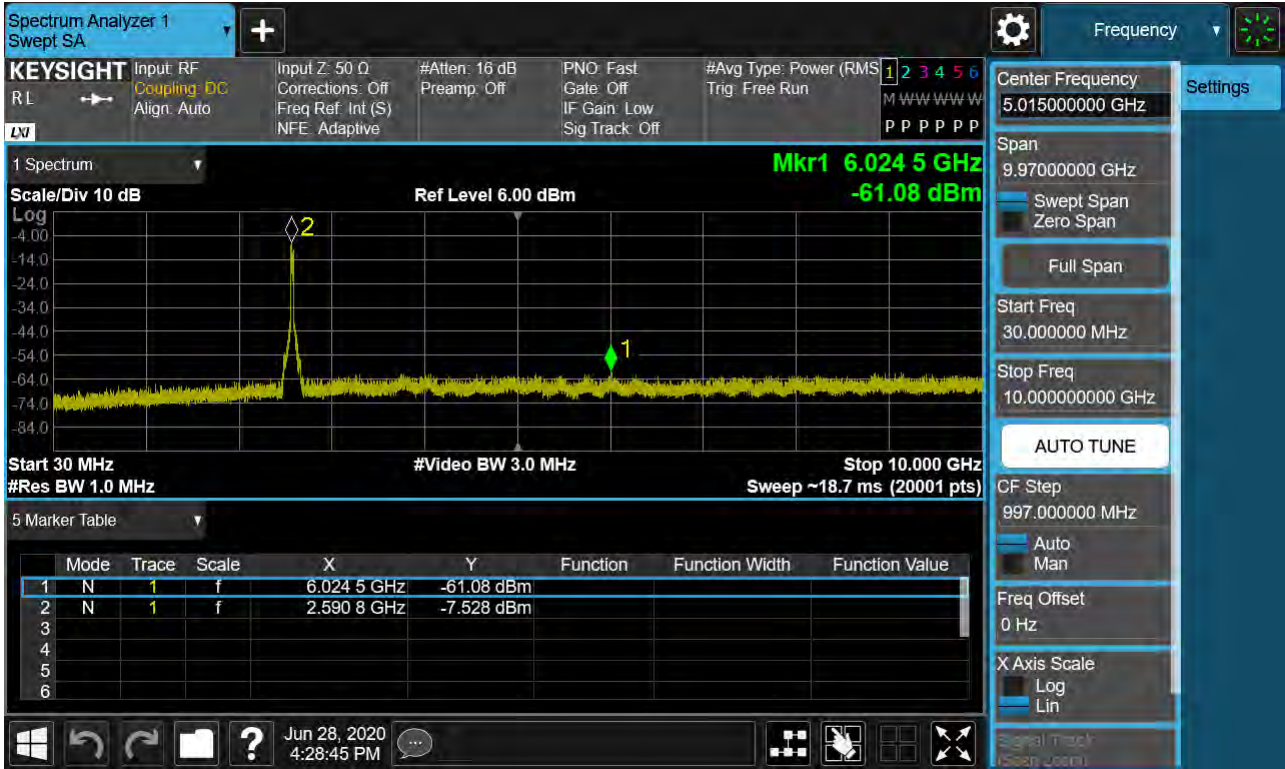 Spectrum Analyzer 1
Swept SA
+
Frequency
KEYSIGHT
RL
LXI
Input: RF
Coupling: DC
Align: Auto
Input Z: 50 Ω
Corrections: Off
Freq Ref: Int (S)
NFE: Adaptive
#Atten: 16 dB
Preamp: Off
PNO: Fast
Gate: Off
IF Gain: Low
Sig Track: Off
#Avg Type: Power (RMS
Trig: Free Run
1 2 3 4 5 6
M W W W W W
P P P P P P
1 Spectrum
Mkr1 6.024 5 GHz
Scale/Div 10 dB
Ref Level 6.00 dBm
-61.08 dBm
Log
-4.00
-14.0
-24.0
-34.0
-44.0
-54.0
-64.0
-74.0
-84.0
2
1
Start 30 MHz
#Video BW 3.0 MHz
Stop 10.000 GHz
#Res BW 1.0 MHz
Sweep ~18.7 ms (20001 pts)
5 Marker Table
Mode Trace Scale X Y Function Function Width Function Value
1 N 1 f 6.024 5 GHz -61.08 dBm
2 N 1 f 2.590 8 GHz -7.528 dBm
3
4
5
6
?
Jun 28, 2020
4:28:45 PM
Center Frequency
5.015000000 GHz
Settings
Span
9.97000000 GHz
Swept Span
Zero Span
Full Span
Start Freq
30.000000 MHz
Stop Freq
10.000000000 GHz
AUTO TUNE
CF Step
997.000000 MHz
Auto
Man
Freq Offset
0 Hz
X Axis Scale
Log
Lin
Signal Track
(Span Zoom)